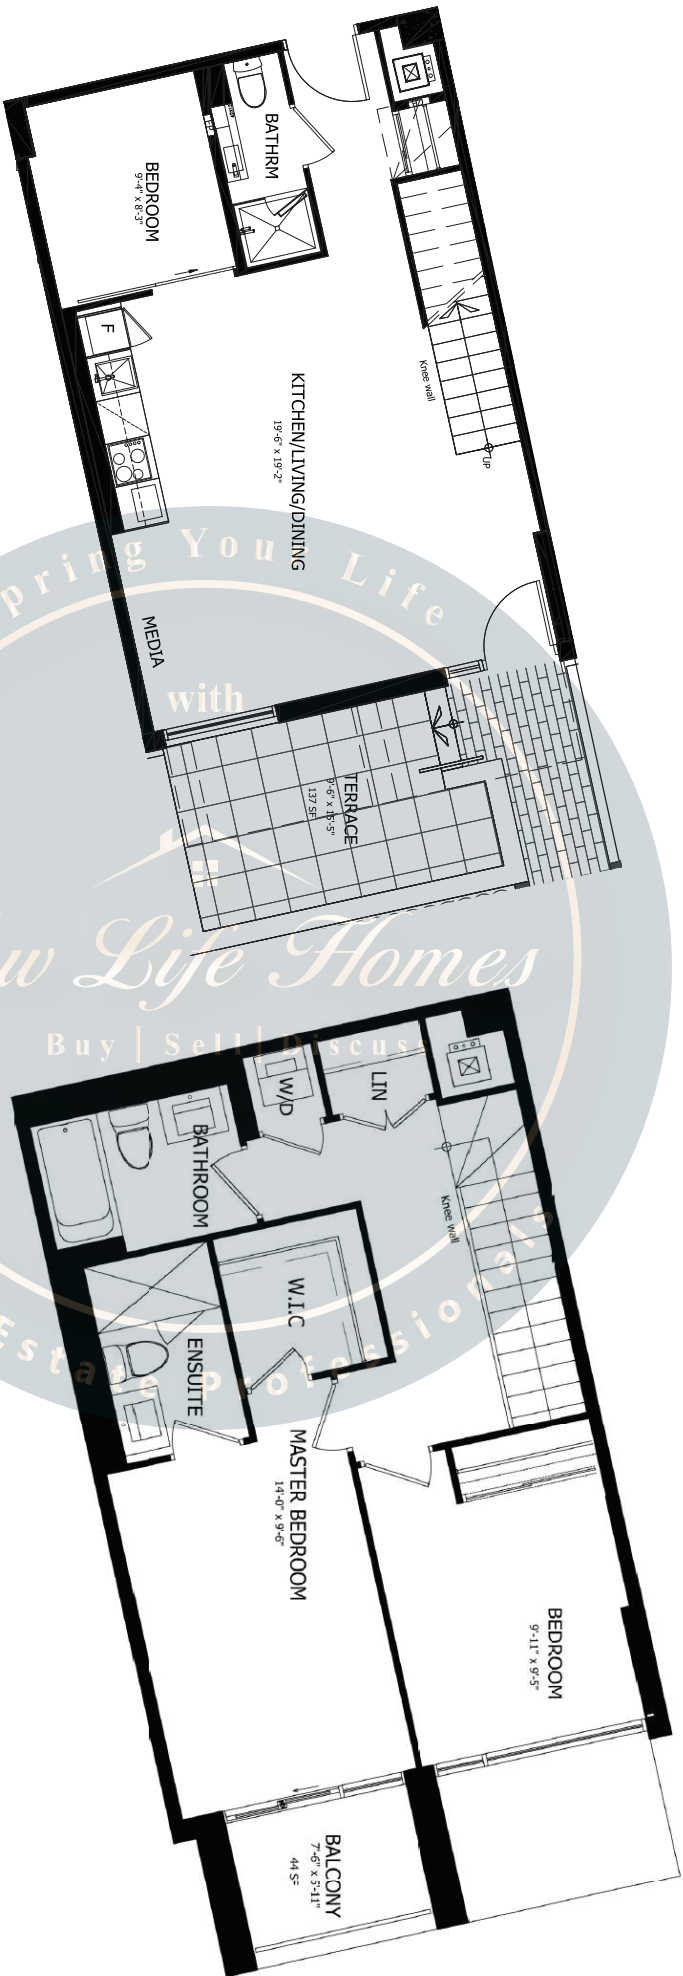 BATHRM
BEDROOM
9'-4" x 8'-3"
F
Knee wall
KITCHEN/LIVING/DINING
19'-6" x 19'-2"
UP
MEDIA
TERRACE
9'-6" x 15'-5"
137 SF
pring Your Life
with
w Life Homes
Buy | Sell | Discuss
Estate Professionals
LIN
W/D
BATHROOM
Knee wall
W.I.C
ENSUITE
MASTER BEDROOM
14'-0" x 9'-6"
BEDROOM
9'-11" x 9'-5"
BALCONY
7'-6" x 5'-11"
44 SF